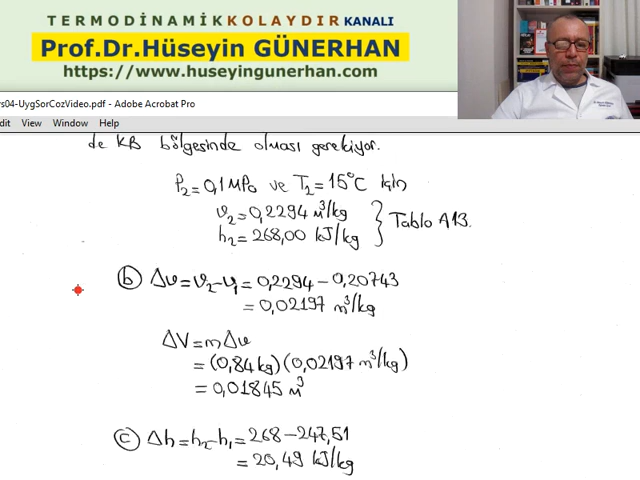 TERMODİNAMİKKOLAYDIR KANALI
Prof.Dr.Hüseyin GÜNERHAN
https://www.huseyingunerhan.com
rs04-UygSorCozVideo.pdf - Adobe Acrobat Pro
dit View Window Help
de KB bölgesinde olması gerekiyor.
P₂=0,1 MPa ve T₂=15°C için
v₂=0,2294 m³/kg
h₂=268,00 kJ/kg } Tablo A13.
(b) Δv=v₂-v₁=0,2294-0,20743
=0,02197 m³/kg
ΔV=mΔv
=(0,84 kg)(0,02197 m³/kg)
=0,01845 m³
(c) Δh=h₂-h₁=268-247,51
=20,49 kJ/kg